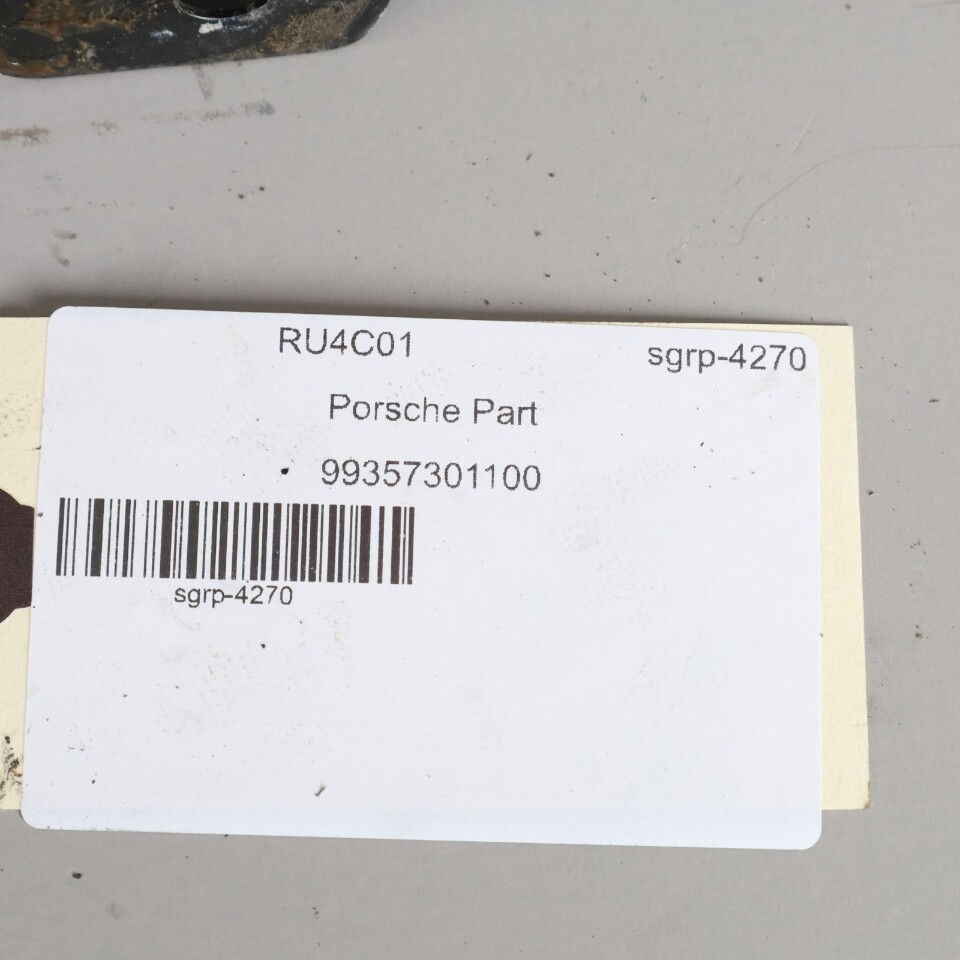 RU4C01 sgrp-4270
Porsche Part
99357301100
sgrp-4270